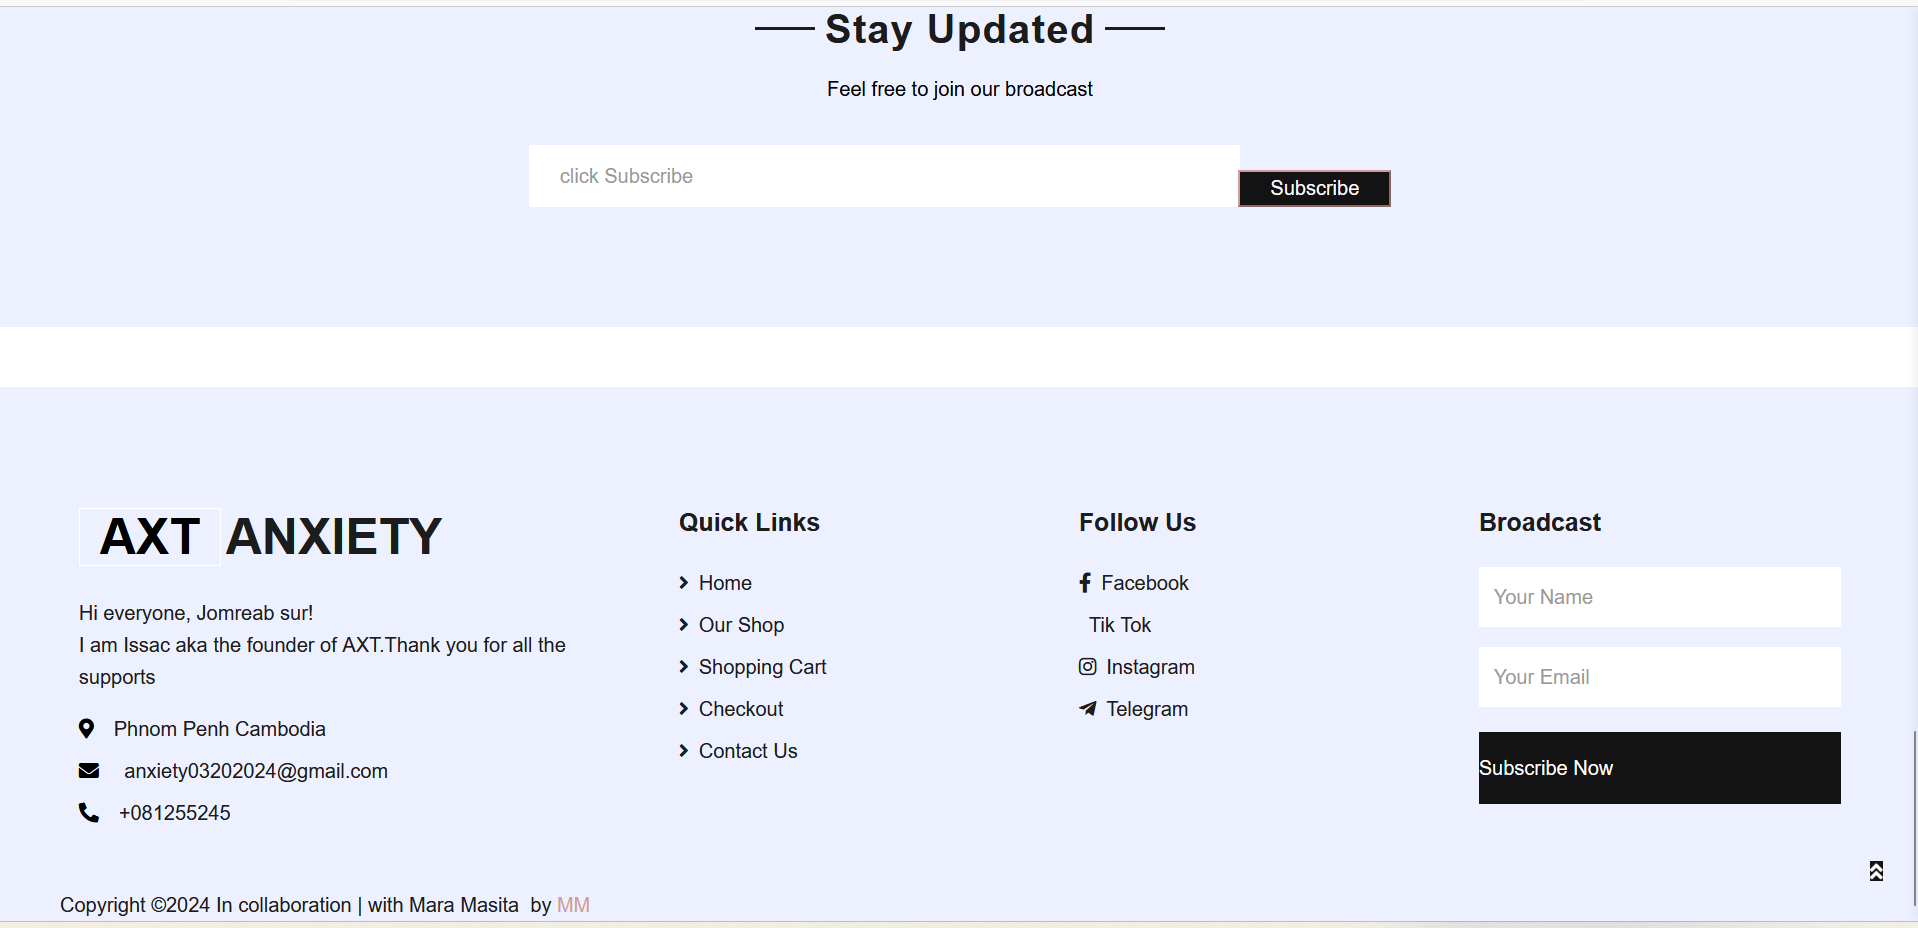 Stay Updated
Feel free to join our broadcast
click Subscribe
Subscribe
AXT ANXIETY
Hi everyone, Jomreab sur!
I am Issac aka the founder of AXT.Thank you for all the
supports
Phnom Penh Cambodia
anxiety03202024@gmail.com
+081255245
Quick Links
Home
Our Shop
Shopping Cart
Checkout
Contact Us
Follow Us
Facebook
Tik Tok
Instagram
Telegram
Broadcast
Your Name
Your Email
Subscribe Now
Copyright ©2024 In collaboration | with Mara Masita  by MM